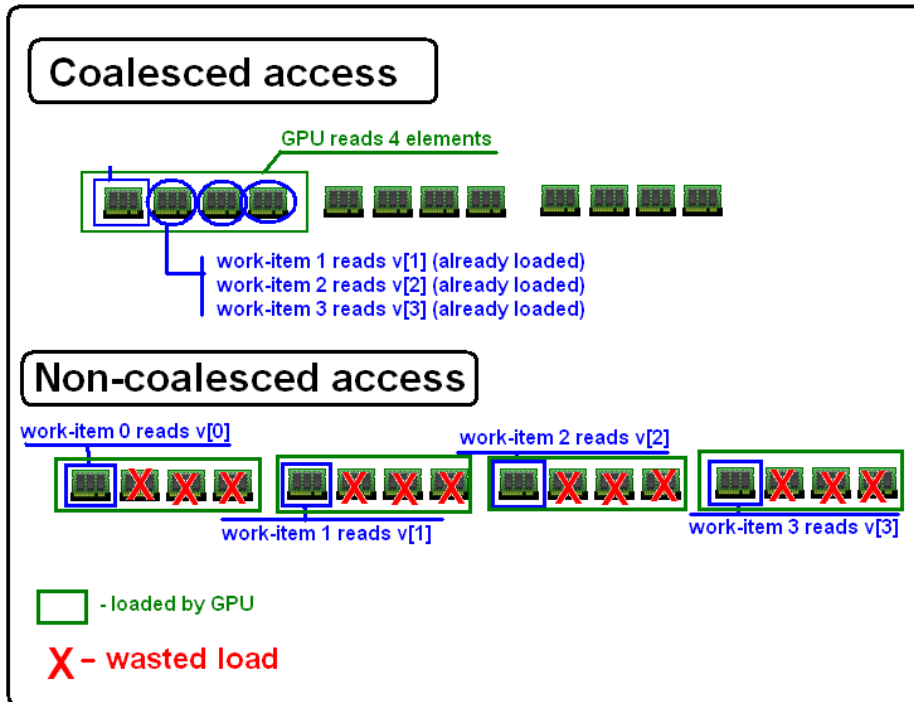 Coalesced access
GPU reads 4 elements
work-item 1 reads v[1] (already loaded)
work-item 2 reads v[2] (already loaded)
work-item 3 reads v[3] (already loaded)
Non-coalesced access
work-item 0 reads v[0]
work-item 2 reads v[2]
work-item 1 reads v[1]
work-item 3 reads v[3]
- loaded by GPU
X - wasted load